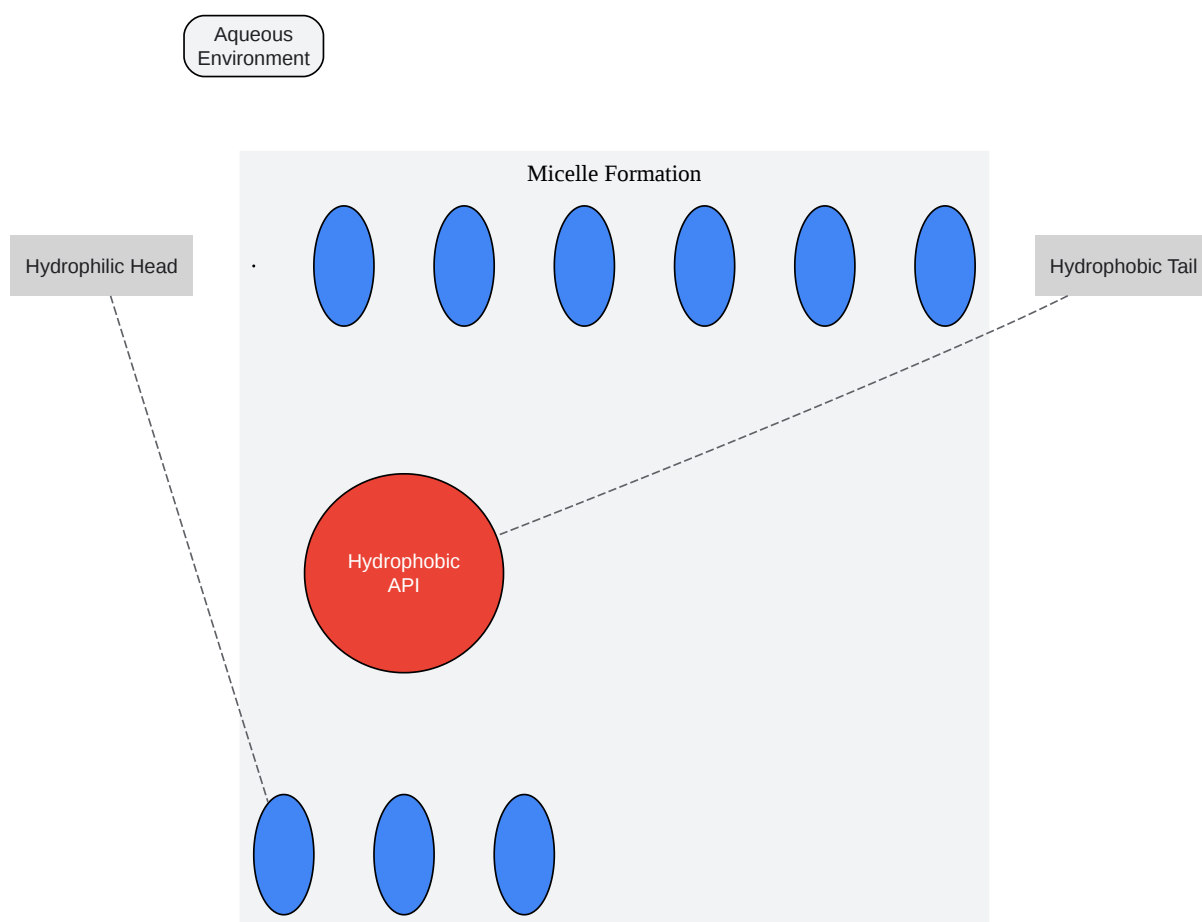 Aqueous
Environment
Micelle Formation
Hydrophilic Head
Hydrophobic Tail
Hydrophobic
API